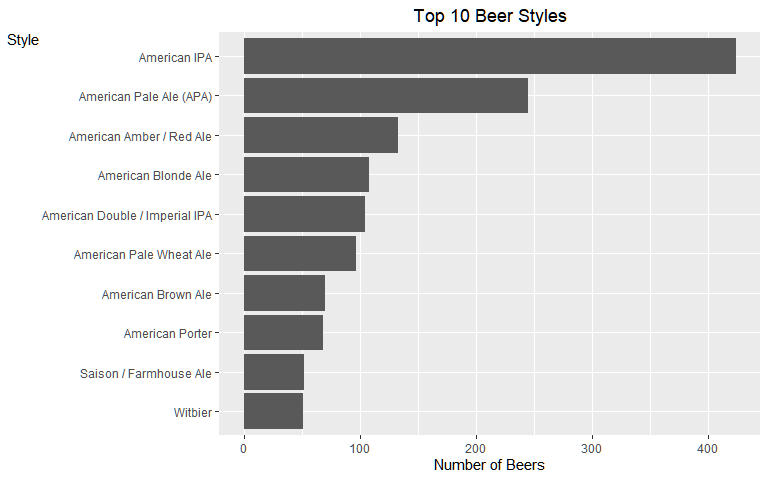 Top 10 Beer Styles
Style
American IPA
American Pale Ale (APA)
American Amber / Red Ale
American Blonde Ale
American Double / Imperial IPA
American Pale Wheat Ale
American Brown Ale
American Porter
Saison / Farmhouse Ale
Witbier
0 100 200 300 400
Number of Beers